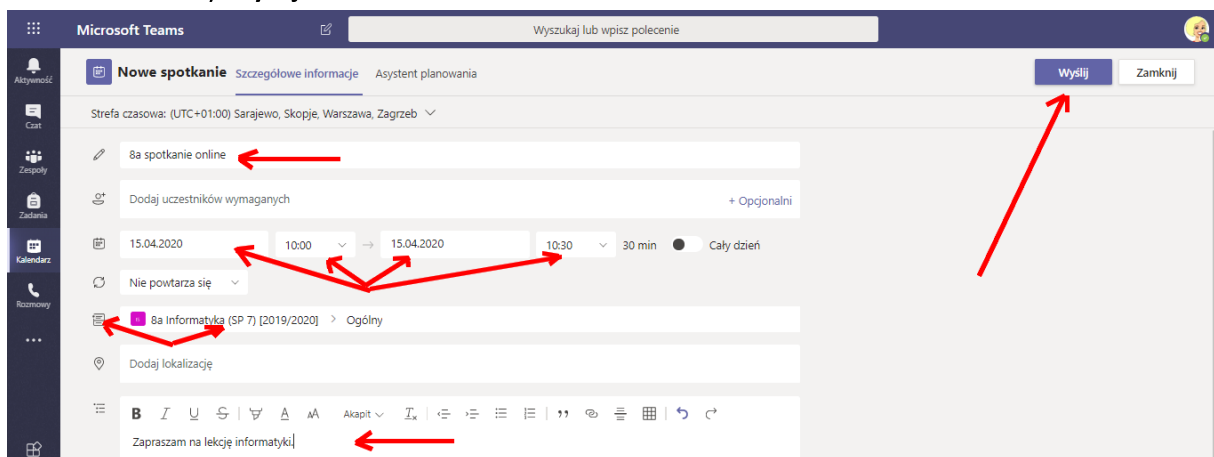 Microsoft Teams
Wyszukaj lub wpisz polecenie
Aktywność
Czat
Zespoły
Zadania
Kalendarz
Rozmowy
Nowe spotkanie Szczegółowe informacje Asystent planowania
Wyślij Zamknij
Strefa czasowa: (UTC+01:00) Sarajewo, Skopje, Warszawa, Zagrzeb
8a spotkanie online
Dodaj uczestników wymaganych + Opcjonalni
15.04.2020 10:00 → 15.04.2020 10:30 30 min Cały dzień
Nie powtarza się
8a Informatyka (SP 7) [2019/2020] > Ogólny
Dodaj lokalizację
B I U S A AA Akapit
Zapraszam na lekcję informatyki.